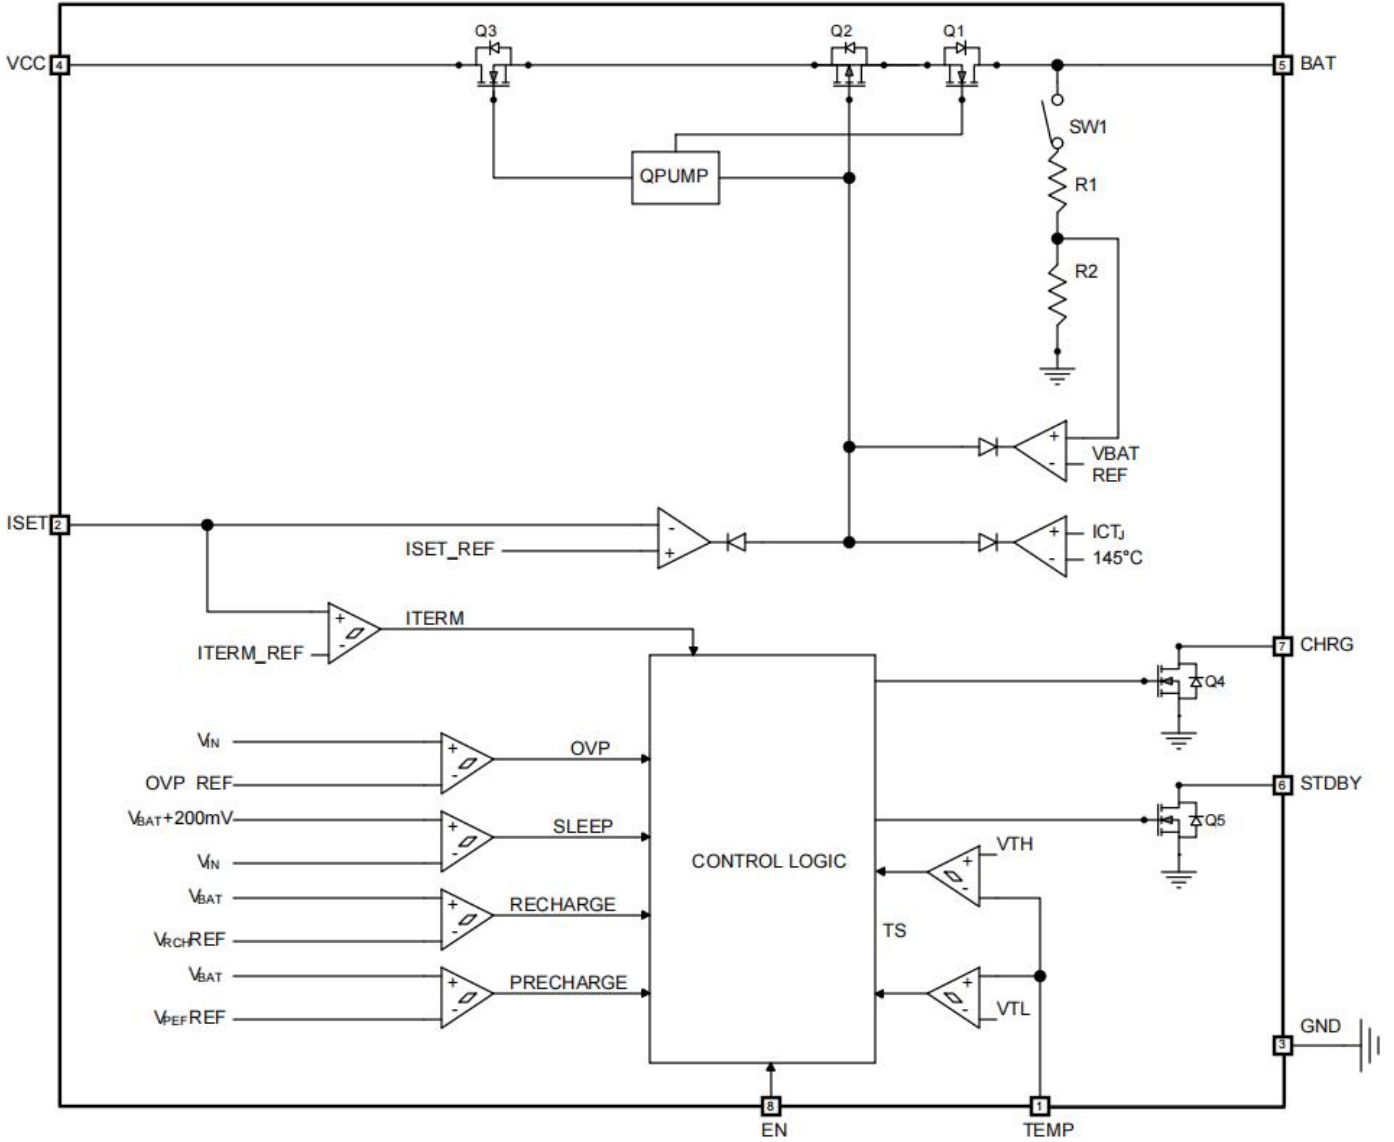 Q3
Q2
Q1
VCC 4
5 BAT
SW1
QPUMP
R1
R2
+
VBAT
-
REF
ISET 2
-
ISET_REF
+
+
ICTJ
-
145°C
+
ITERM
ITERM_REF
-
7 CHRG
Q4
VIN
+
OVP
OVP REF
-
6 STDBY
VBAT+200mV
+
SLEEP
Q5
VIN
-
CONTROL LOGIC
VTH
+
-
VBAT
+
RECHARGE
VRCHREF
-
TS
VBAT
+
PRECHARGE
VPEFREF
-
+
VTL
-
GND
3
8
EN
1
TEMP